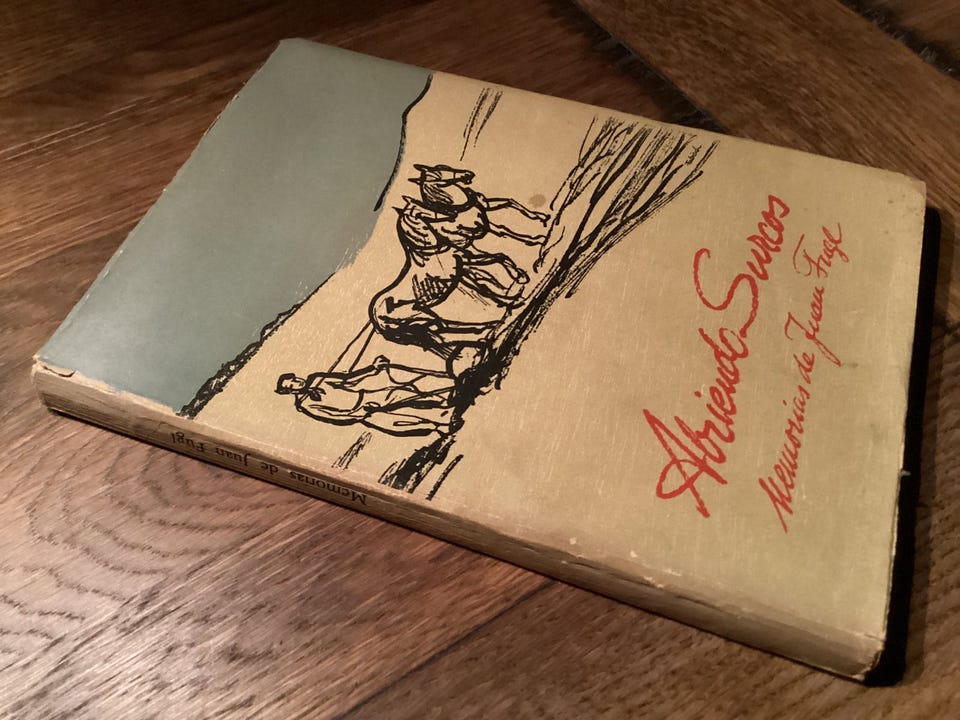 Abriendo Surcos
Memorias de Juan Fugl
Memorias de Juan Fugl